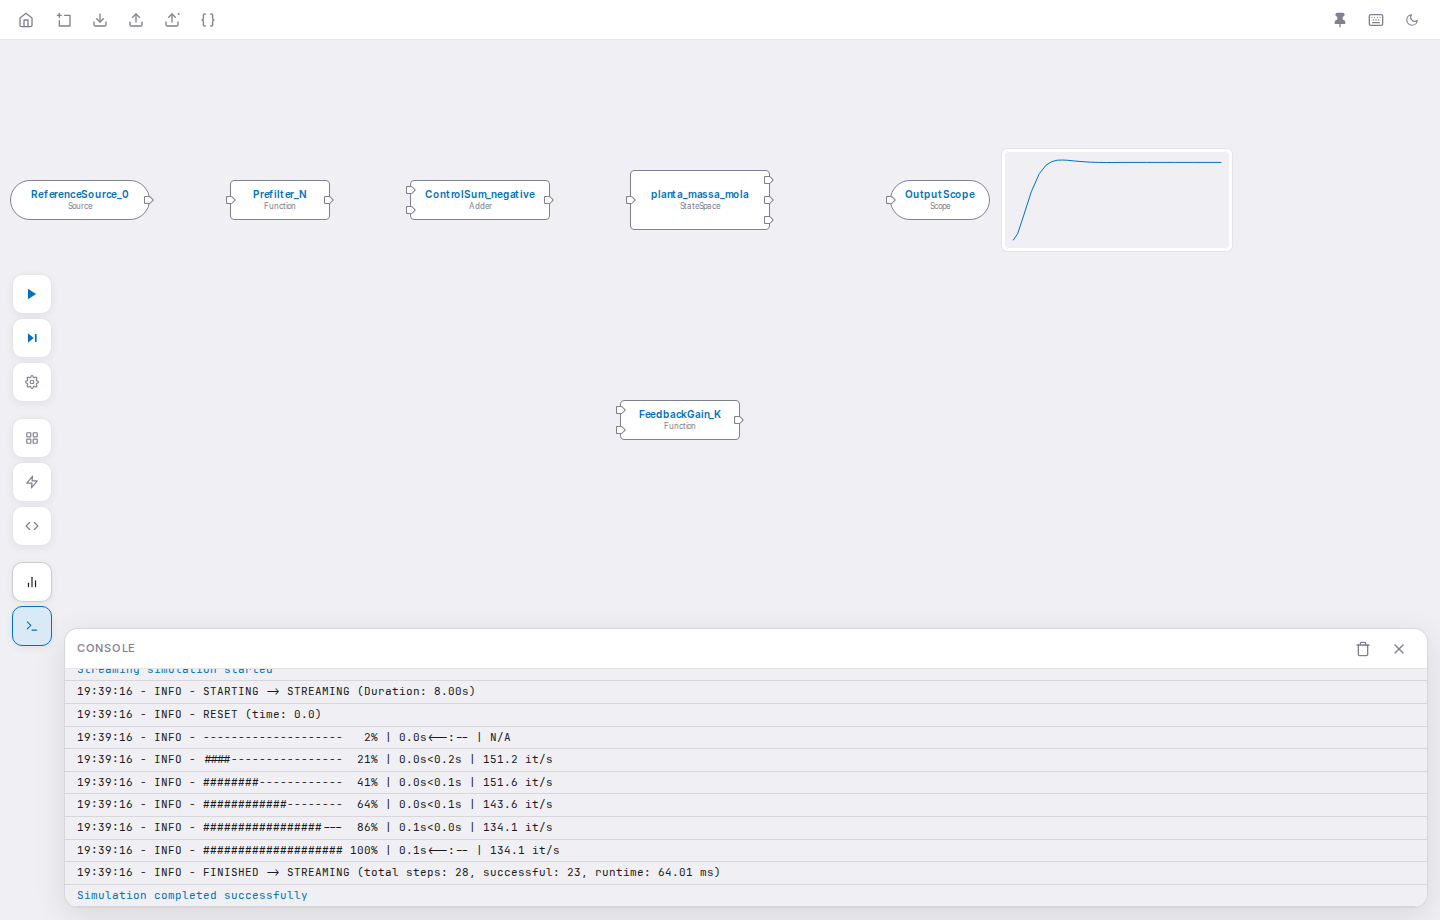 ReferenceSource_0
Source
Prefilter_N
Function
ControlSum_negative
Adder
planta_massa_mola
StateSpace
OutputScope
Scope
FeedbackGain_K
Function
CONSOLE
Streaming simulation started
19:39:16 - INFO - STARTING -> STREAMING (Duration: 8.00s)
19:39:16 - INFO - RESET (time: 0.0)
19:39:16 - INFO - --------------------   2% | 0.0s<--:-- | N/A
19:39:16 - INFO - ####----------------  21% | 0.0s<0.2s | 151.2 it/s
19:39:16 - INFO - ########------------  41% | 0.0s<0.1s | 151.6 it/s
19:39:16 - INFO - ############--------  64% | 0.0s<0.1s | 143.6 it/s
19:39:16 - INFO - #################---  86% | 0.1s<0.0s | 134.1 it/s
19:39:16 - INFO - #################### 100% | 0.1s<--:-- | 134.1 it/s
19:39:16 - INFO - FINISHED -> STREAMING (total steps: 28, successful: 23, runtime: 64.01 ms)
Simulation completed successfully